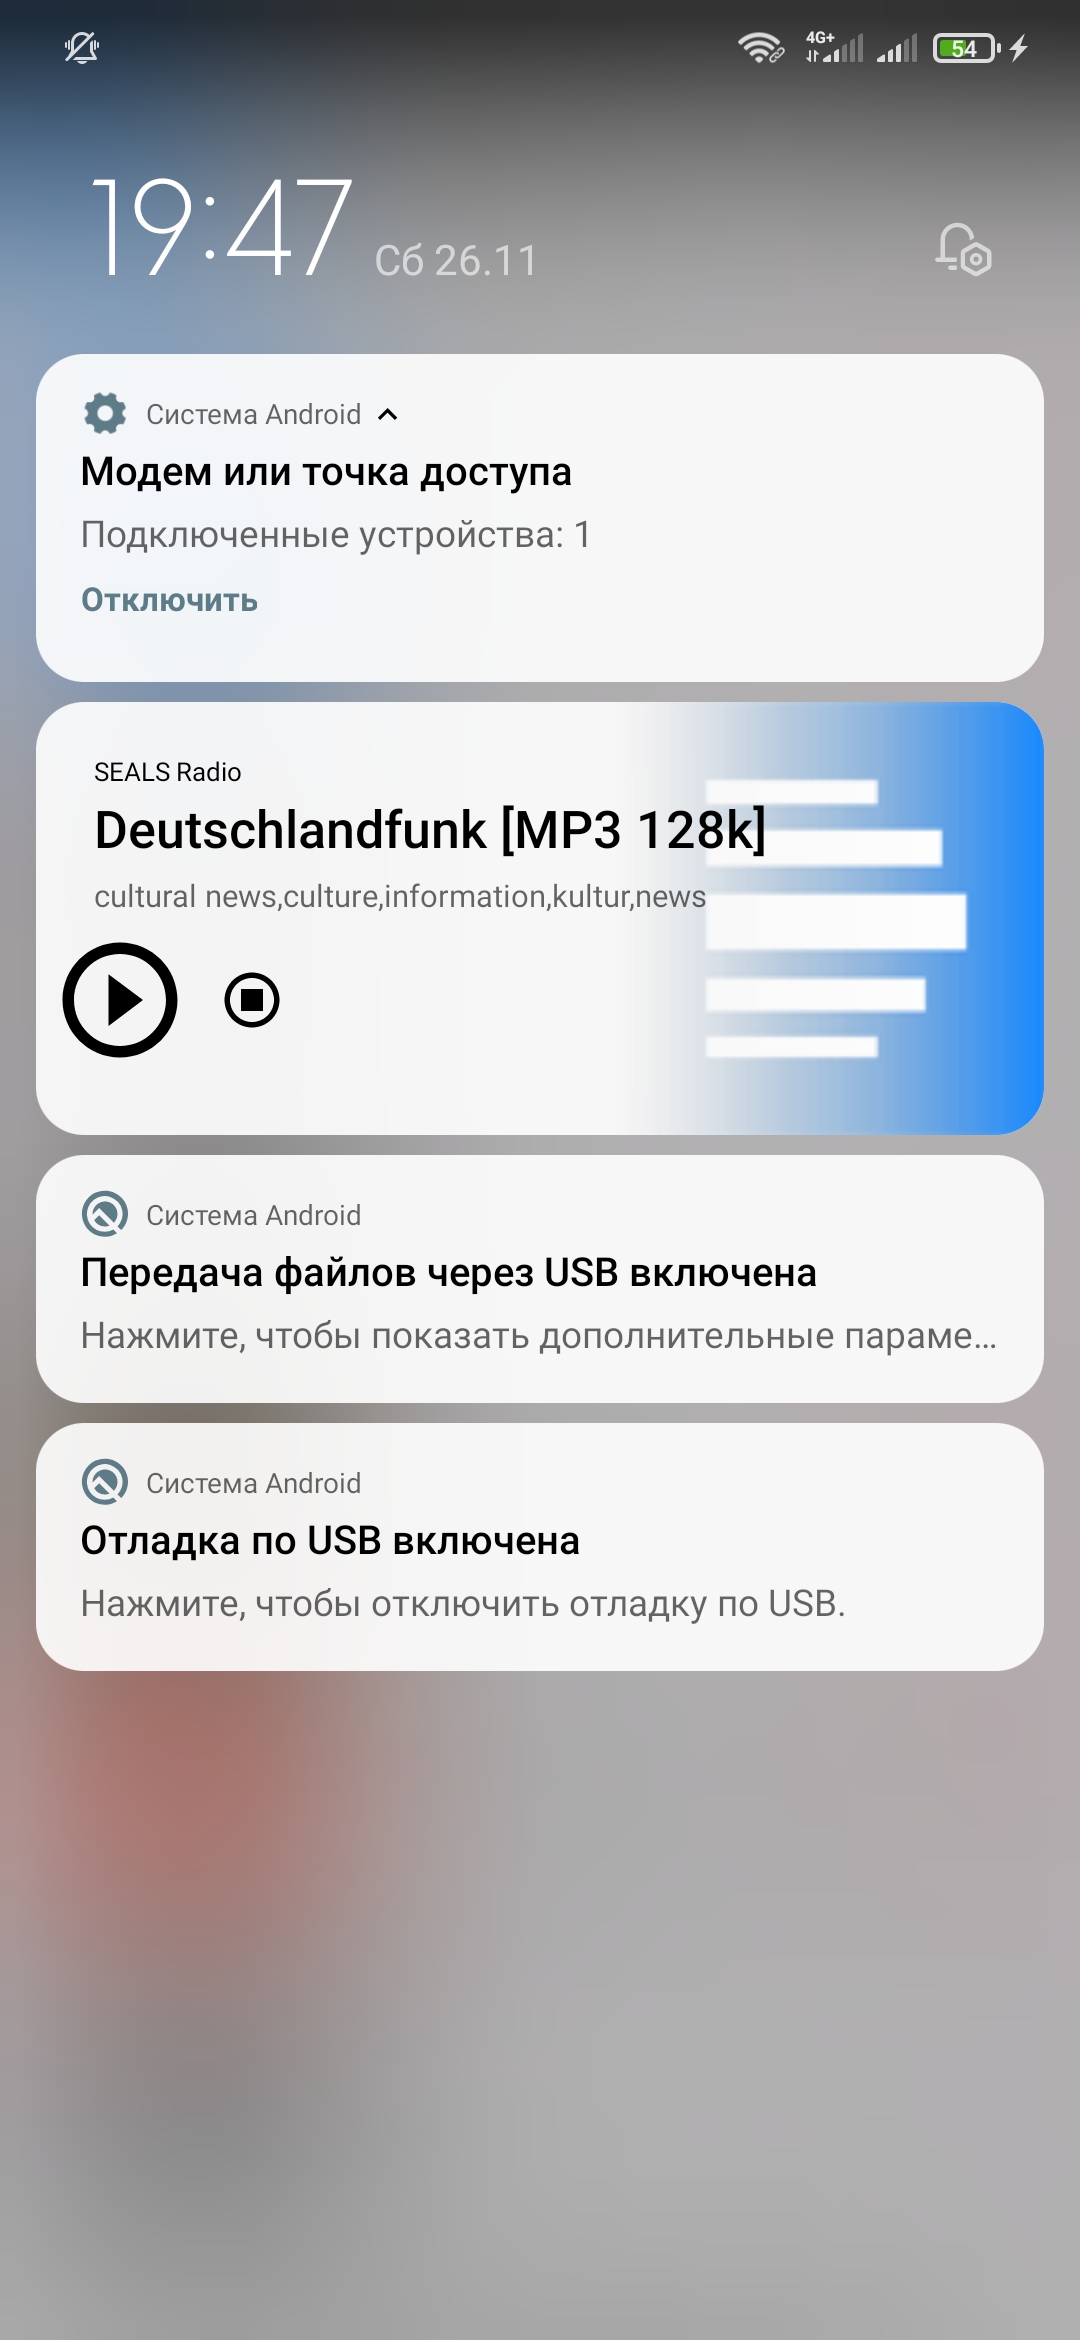 4G+
54
19:47 Сб 26.11
Система Android
Модем или точка доступа
Подключенные устройства: 1
Отключить
SEALS Radio
Deutschlandfunk [MP3 128k]
cultural news,culture,information,kultur,news
Система Android
Передача файлов через USB включена
Нажмите, чтобы показать дополнительные параме...
Система Android
Отладка по USB включена
Нажмите, чтобы отключить отладку по USB.